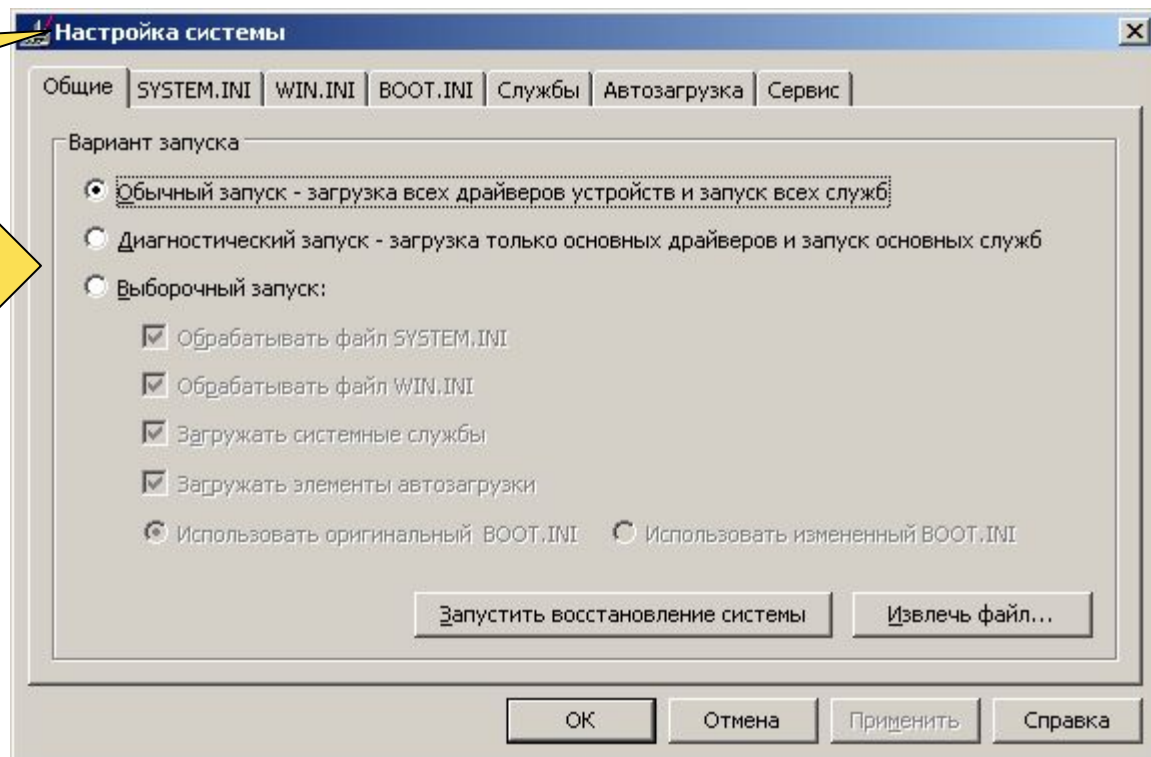 Настройка системы
Общие SYSTEM.INI WIN.INI BOOT.INI Службы Автозагрузка Сервис
Вариант запуска
Обычный запуск - загрузка всех драйверов устройств и запуск всех служб
Диагностический запуск - загрузка только основных драйверов и запуск основных служб
Выборочный запуск:
Обрабатывать файл SYSTEM.INI
Обрабатывать файл WIN.INI
Загружать системные службы
Загружать элементы автозагрузки
Использовать оригинальный BOOT.INI Использовать измененный BOOT.INI
Запустить восстановление системы Извлечь файл...
ОК Отмена Применить Справка